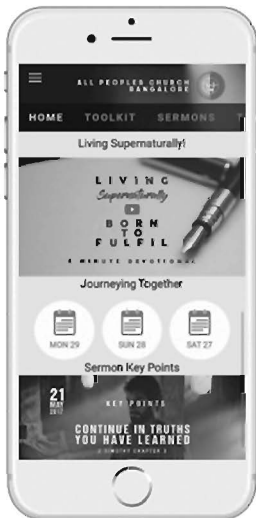 ALL PEOPLES CHURCH
BANGALORE
HOME TOOLKIT SERMONS
Living Supernaturally!
LIVING
Supernaturally
BORN
TO
FULFIL
MINUTE DEVOTIONAL
Journeying Together
MON 29 SUN 28 SAT 27
Sermon Key Points
21
MAY
2017
KEY POINTS
CONTINUE IN TRUTHS
YOU HAVE LEARNED
2 TIMOTHY CHAPTER 3